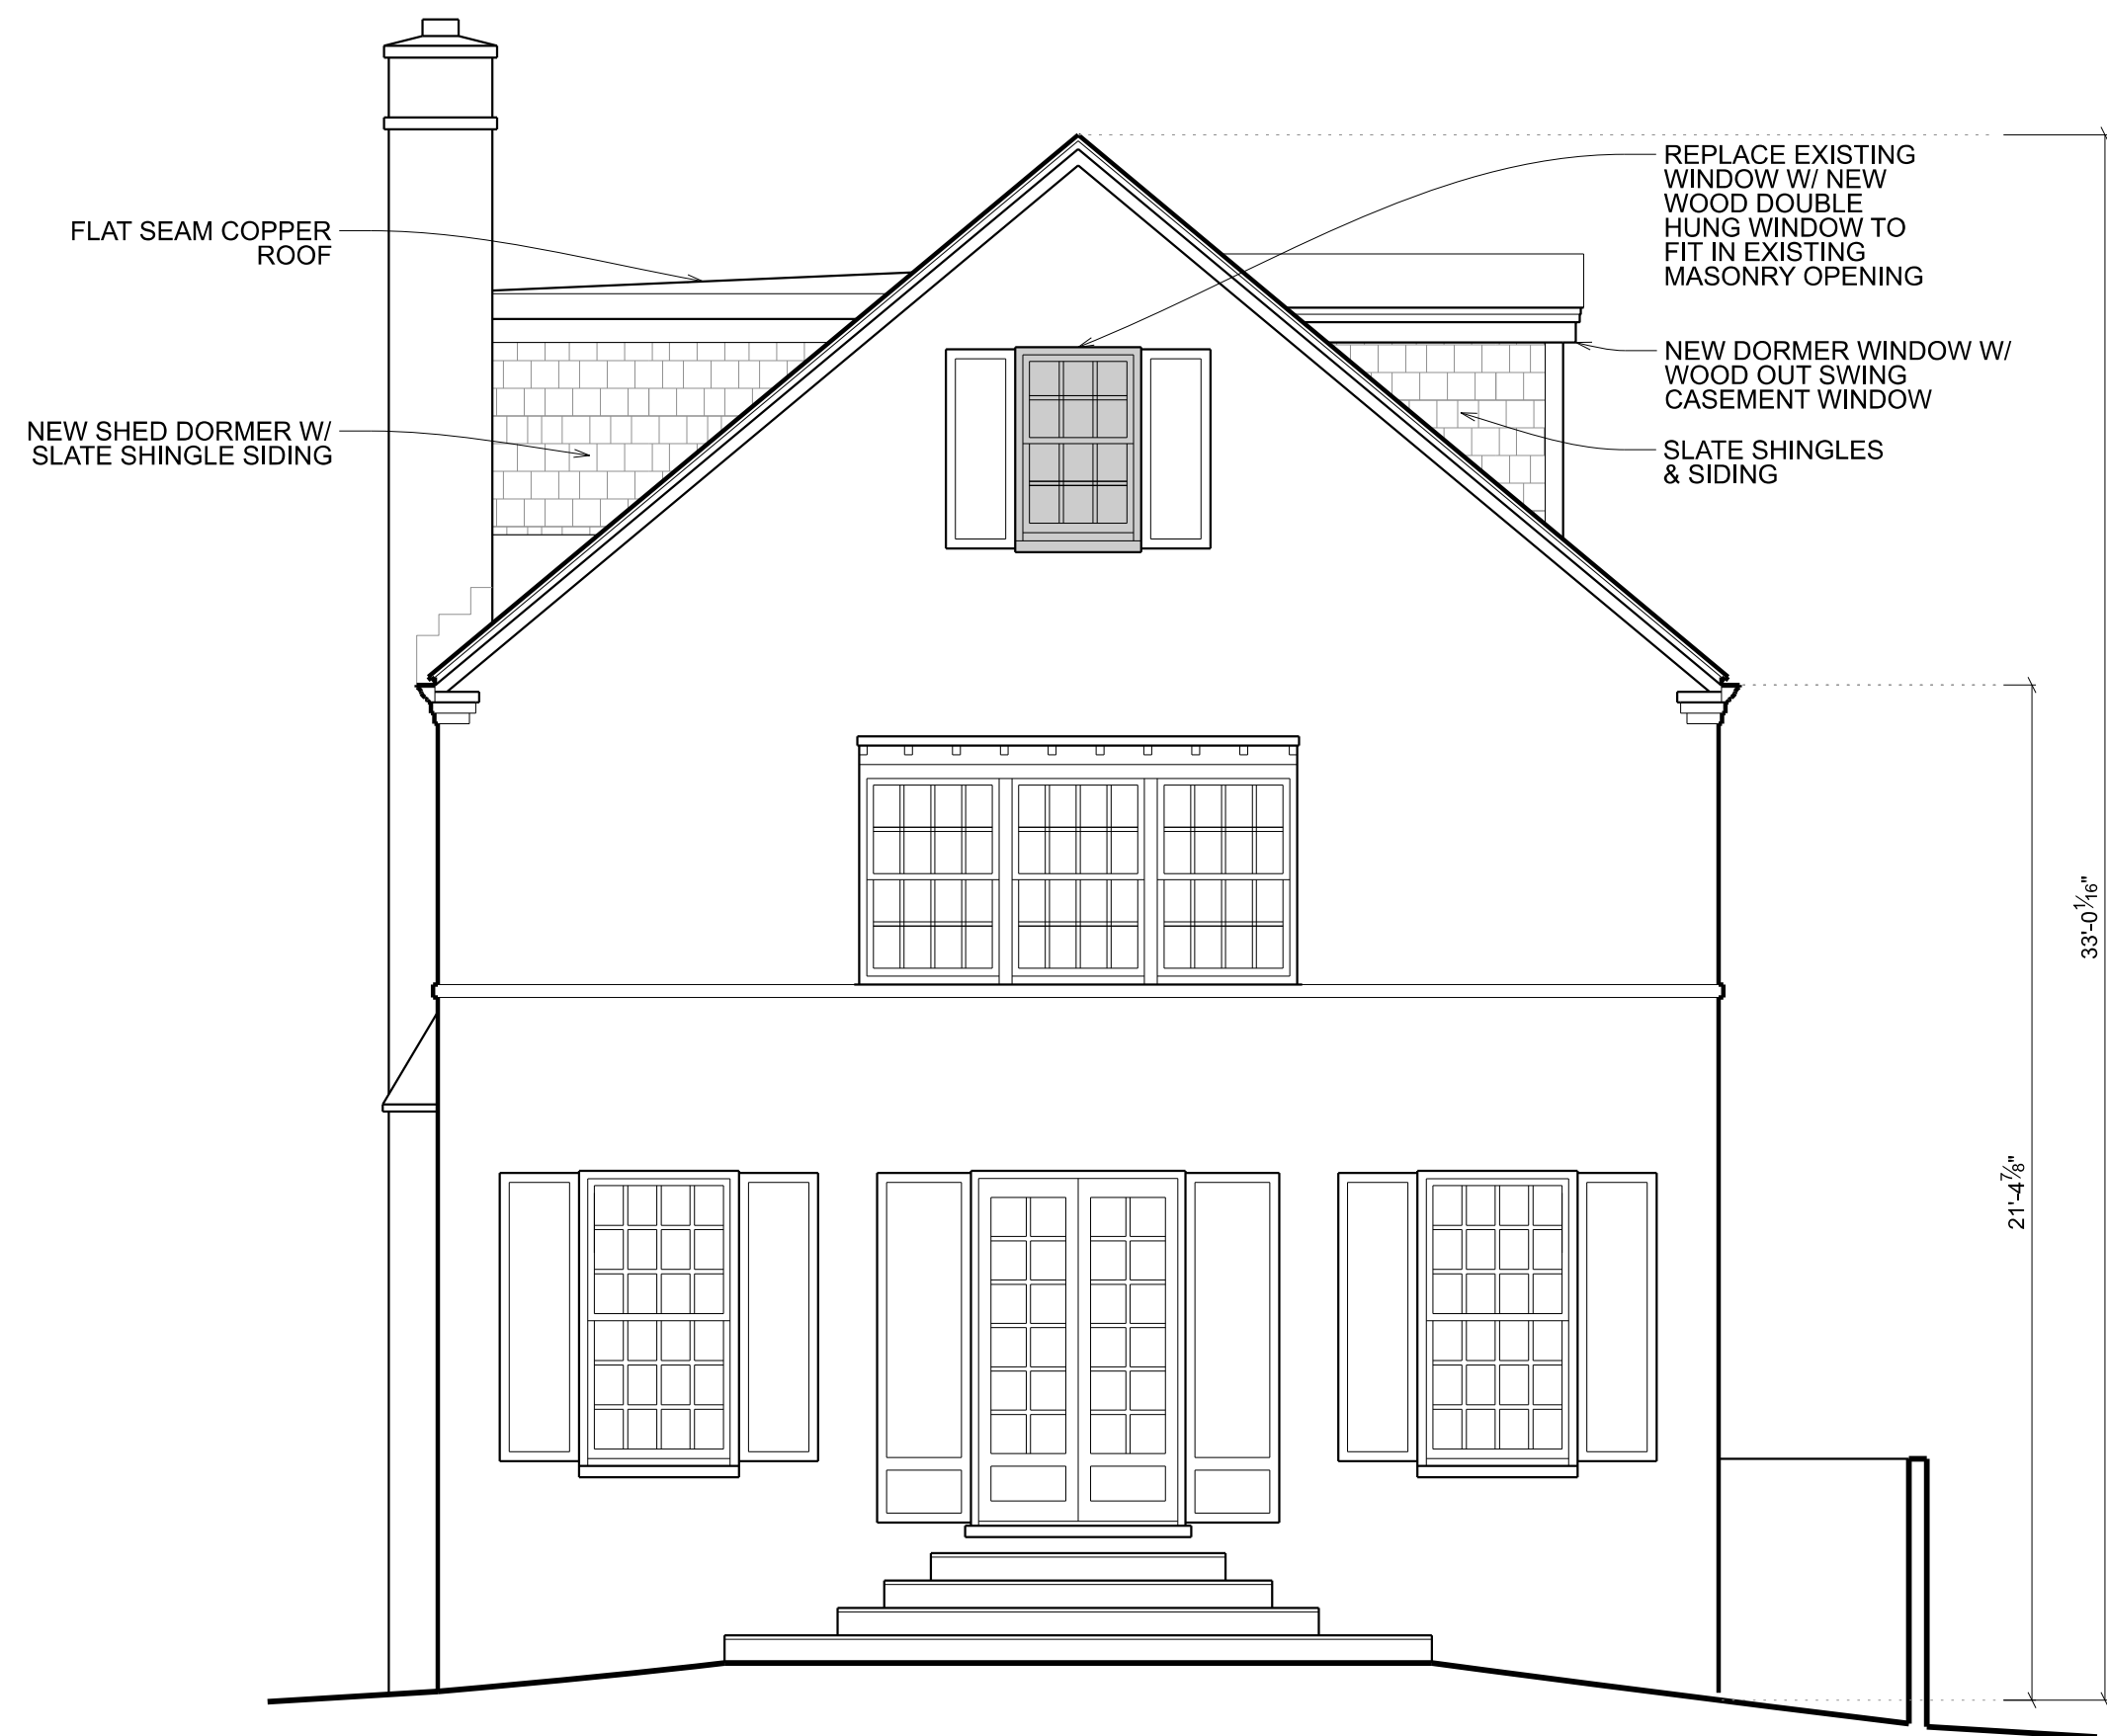 FLAT SEAM COPPER
ROOF
NEW SHED DORMER W/
SLATE SHINGLE SIDING
REPLACE EXISTING
WINDOW W/ NEW
WOOD DOUBLE
HUNG WINDOW TO
FIT IN EXISTING
MASONRY OPENING
NEW DORMER WINDOW W/
WOOD OUT SWING
CASEMENT WINDOW
SLATE SHINGLES
& SIDING
33'-0 1/16"
21'-4 7/8"